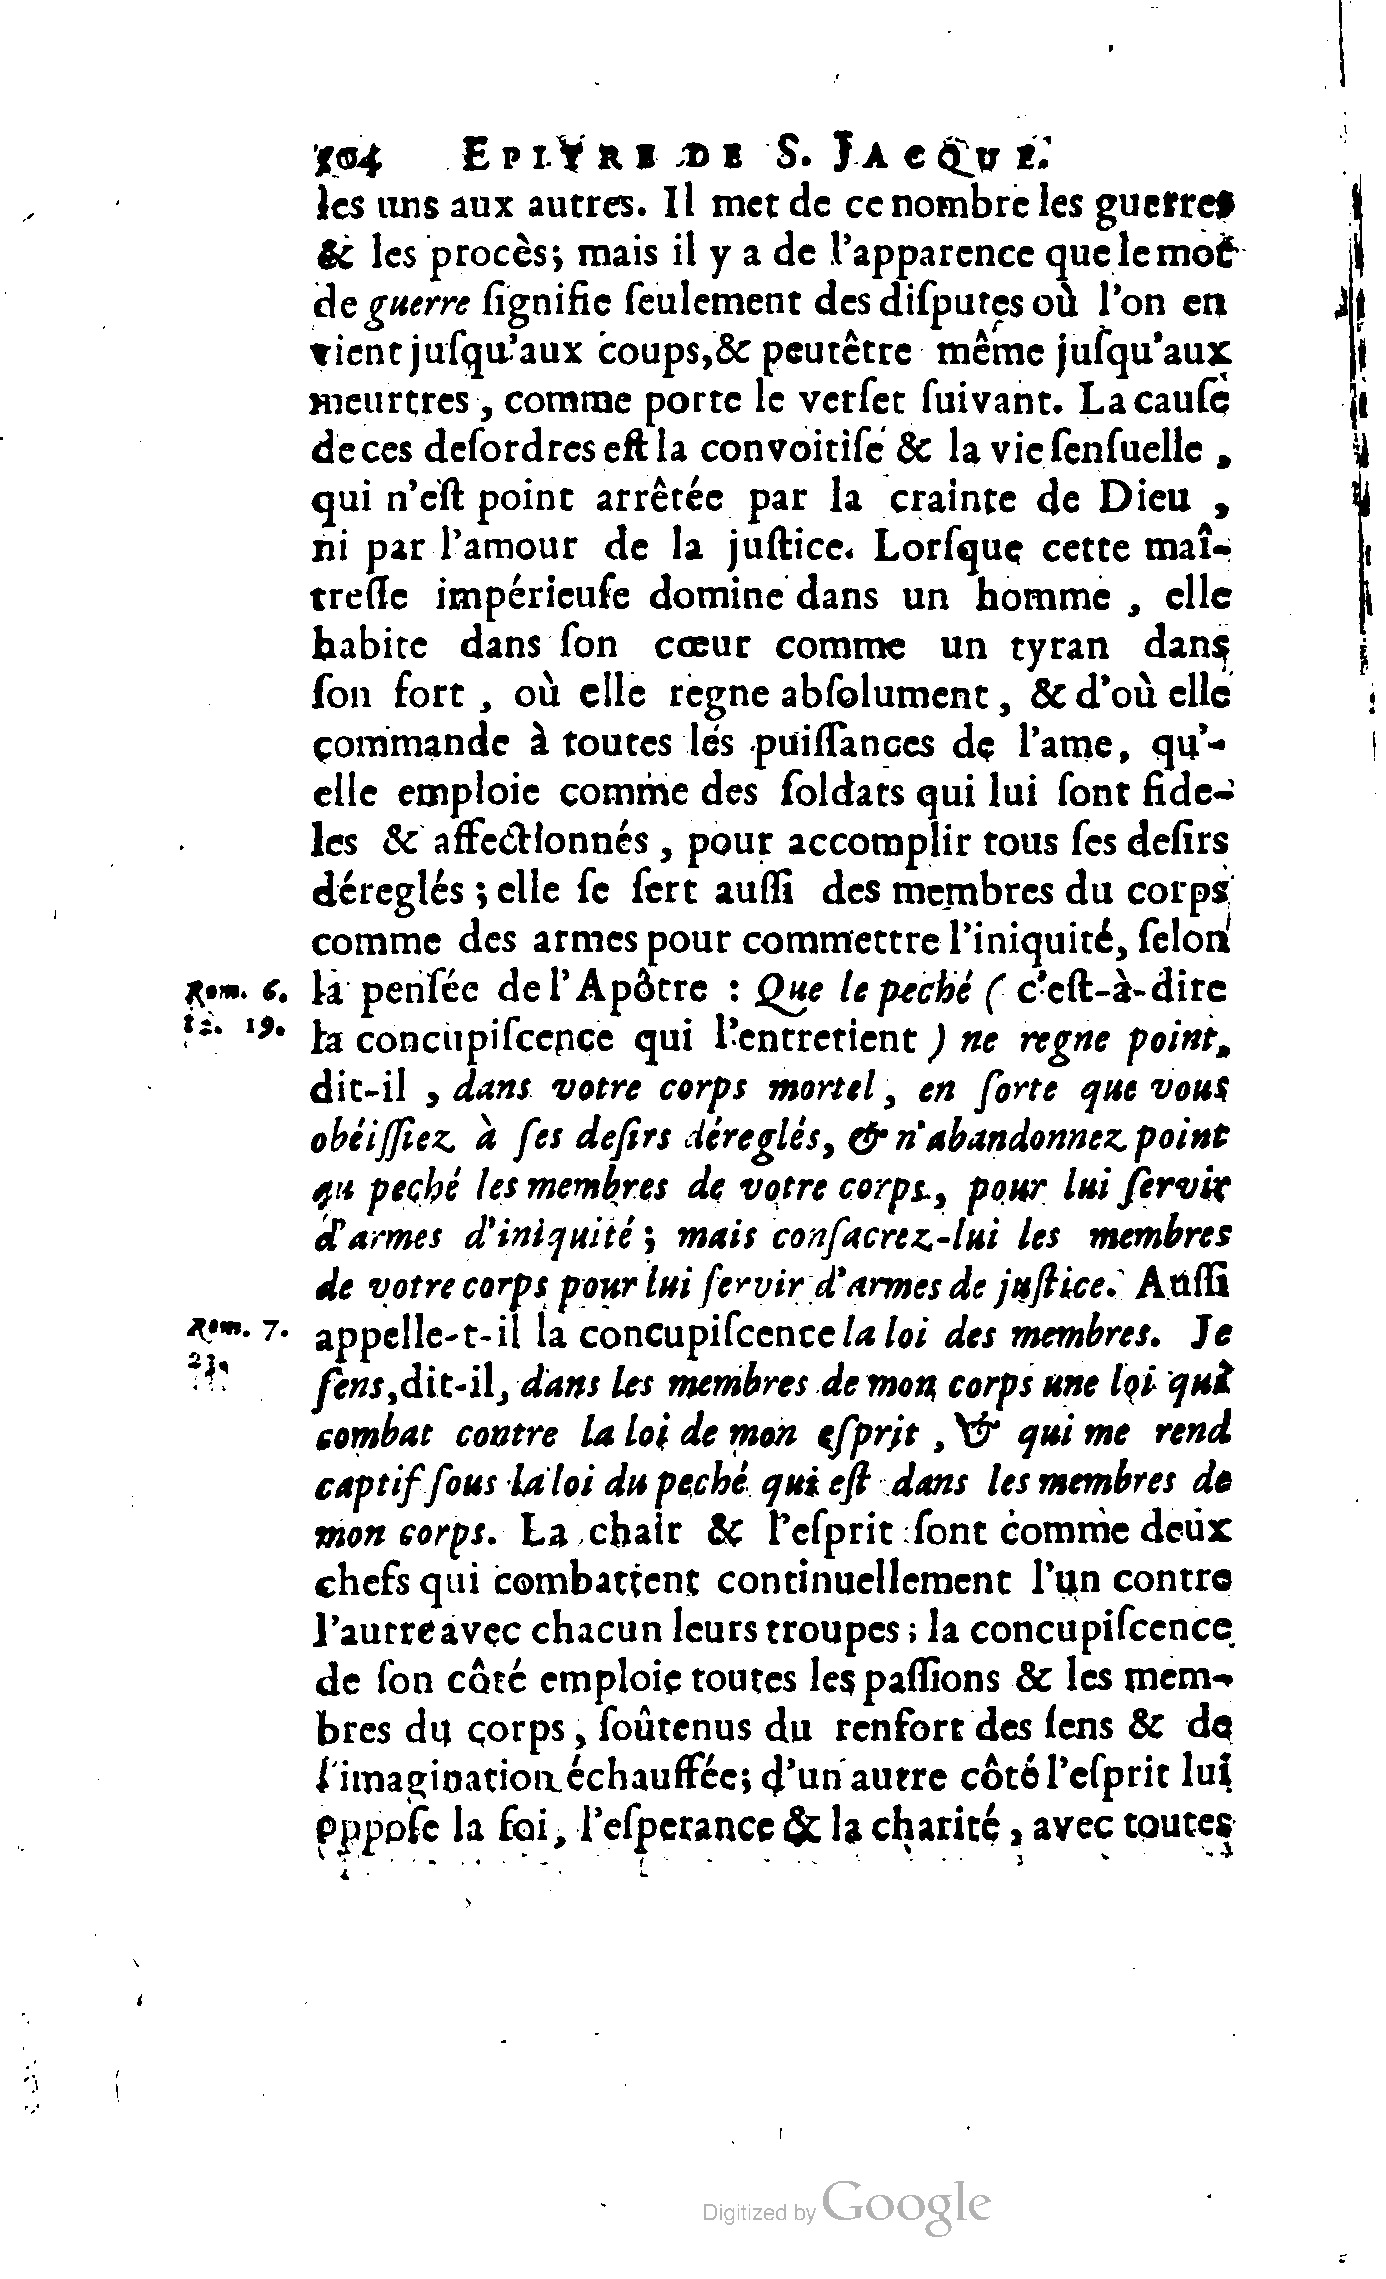 104 EPITRE DE S. JACQUE.
les uns aux autres. Il met de ce nombre les guerres
& les procès; mais il y a de l'apparence que le mot
de guerre ſignifie ſeulement des diſputes où l'on en
vient juſqu'aux coups, & peutêtre même juſqu'aux
meurtres, comme porte le verſet ſuivant. La cauſe
de ces deſordres eſt la convoitiſe & la vie ſenſuelle,
qui n'eſt point arrêtée par la crainte de Dieu,
ni par l'amour de la juſtice. Lorſque cette maî-
treſſe impérieuſe domine dans un homme, elle
habite dans ſon cœur comme un tyran dans
ſon fort, où elle regne abſolument, & d'où elle
commande à toutes les puiſſances de l'ame, qu'-
elle emploie comme des ſoldats qui lui ſont fide-
les & affectionnés, pour accomplir tous ſes deſirs
déreglés; elle ſe ſert auſſi des membres du corps
comme des armes pour commettre l'iniquité, ſelon
Rom. 6. la penſée de l'Apôtre : Que le peché ( c'eſt-à-dire
12. 19. la concupiſcence qui l'entretient ) ne regne point,
dit-il, dans votre corps mortel, en ſorte que vous
obéiſſiez à ſes deſirs déreglés, & n'abandonnez point
au peché les membres de votre corps, pour lui ſervir
d'armes d'iniquité; mais conſacrez-lui les membres
de votre corps pour lui ſervir d'armes de juſtice. Auſſi
Rom. 7. appelle-t-il la concupiſcence la loi des membres. Je
23. ſens, dit-il, dans les membres de mon corps une loi qui
combat contre la loi de mon eſprit, & qui me rend
captif ſous la loi du peché qui eſt dans les membres de
mon corps. La chair & l'eſprit ſont comme deux
chefs qui combattent continuellement l'un contre
l'autre avec chacun leurs troupes; la concupiſcence
de ſon côté emploie toutes les paſſions & les mem-
bres du corps, ſoûtenus du renfort des ſens & de
l'imagination échauffée; d'un autre côté l'eſprit lui
oppoſe la foi, l'eſperance & la charité, avec toutes
Digitized by Google